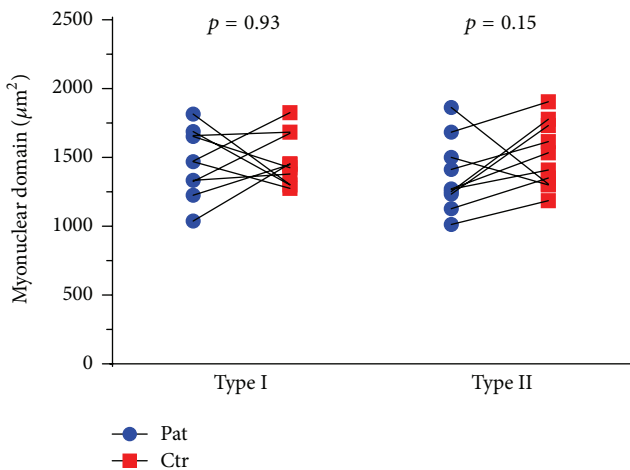 p = 0.93
p = 0.15
Myonuclear domain (μm²)
2500
2000
1500
1000
500
0
Type I
Type II
Pat
Ctr